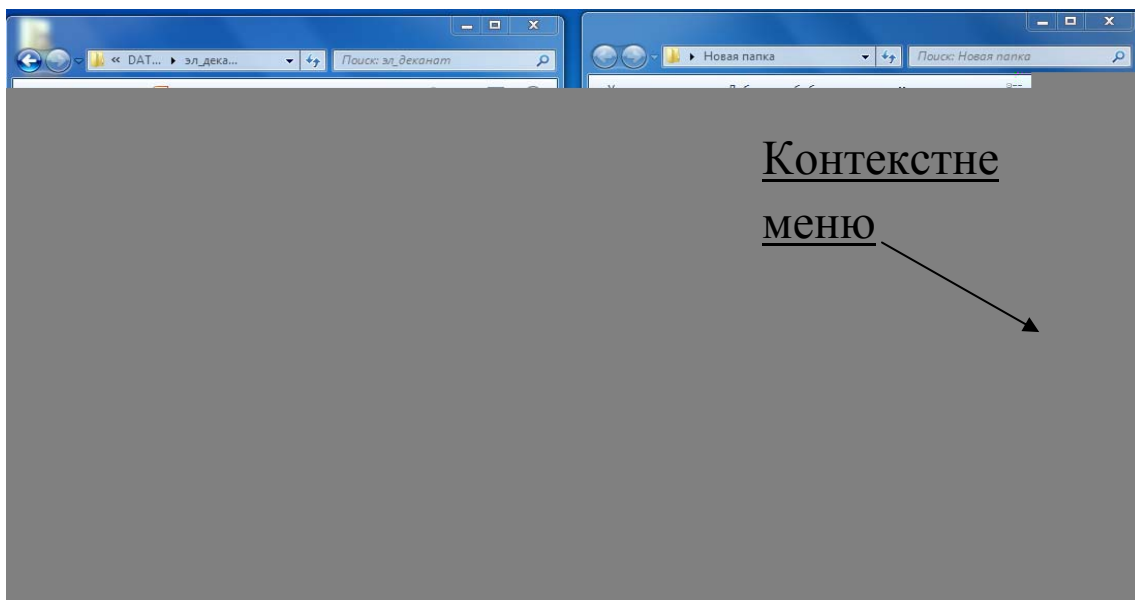 « DAT... ▸ эл_дека...
Поиск: эл_деканат
Новая папка
Поиск: Новая папка
Контекстне
меню